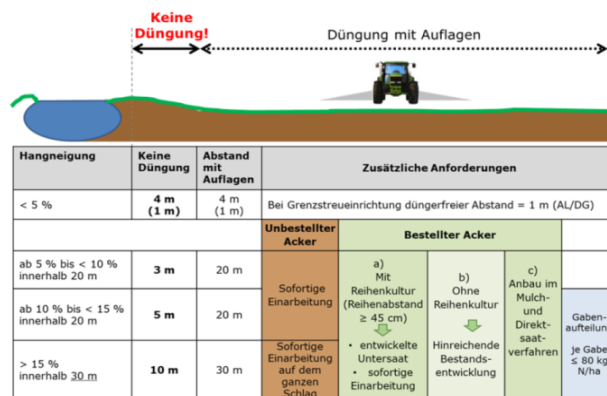 Keine
Düngung!
Düngung mit Auflagen
Hangneigung
Keine
Düngung
Abstand
mit
Auflagen
Zusätzliche Anforderungen
< 5 %
4 m
(1 m)
4 m
(1 m)
Bei Grenzstreueinrichtung düngerfreier Abstand = 1 m (AL/DG)
Unbestellter
Acker
Bestellter Acker
ab 5 % bis < 10 %
innerhalb 20 m
3 m
20 m
Sofortige
Einarbeitung
a)
Mit
Reihenkultur
(Reihenabstand
≥ 45 cm)
• entwickelte
Untersaat
• sofortige
Einarbeitung
b)
Ohne
Reihenkultur
Hinreichende
Bestands-
entwicklung
c)
Anbau im
Mulch-
und
Direkt-
saat-
verfahren
ab 10 % bis < 15 %
innerhalb 20 m
5 m
20 m
Gaben-
aufteilun
je Gabe
≤ 80 kg
N/ha
> 15 %
innerhalb 30 m
10 m
30 m
Sofortige
Einarbeitung
auf dem
ganzen
Schlag